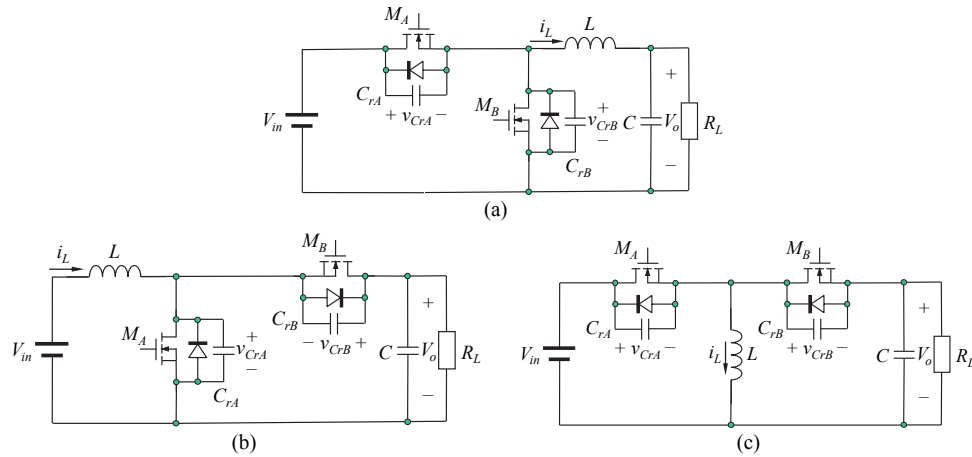 M_A
i_L L
C_rA
+ v_CrA −
M_B
V_in
+
v_CrB
−
C_rB
C
+
V_o
−
R_L
(a)
i_L L
M_B
C_rB
− v_CrB +
M_A
+
v_CrA
−
C_rA
V_in
C
+
V_o
−
R_L
(b)
M_A
M_B
C_rA
+ v_CrA −
C_rB
+ v_CrB −
V_in
i_L L
C
+
V_o
−
R_L
(c)